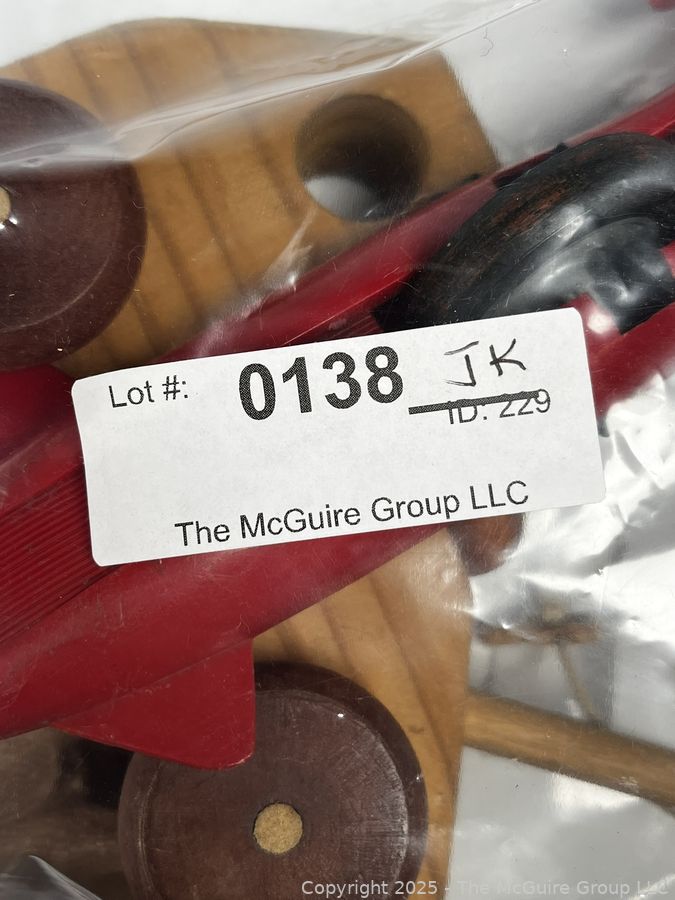 Lot #: 0138 JK
ID: 229
The McGuire Group LLC
Copyright 2025 - The McGuire Group LLC